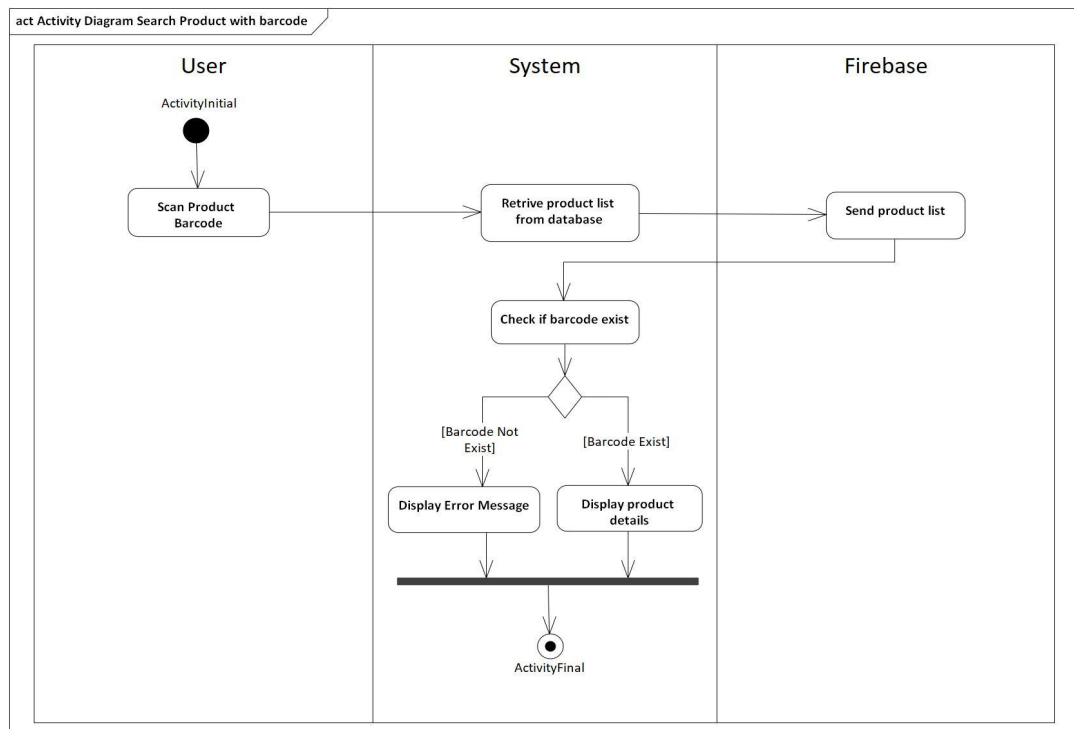 act Activity Diagram Search Product with barcode
User
System
Firebase
ActivityInitial
Scan Product
Barcode
Retrive product list
from database
Send product list
Check if barcode exist
[Barcode Not
Exist]
[Barcode Exist]
Display Error Message
Display product
details
ActivityFinal